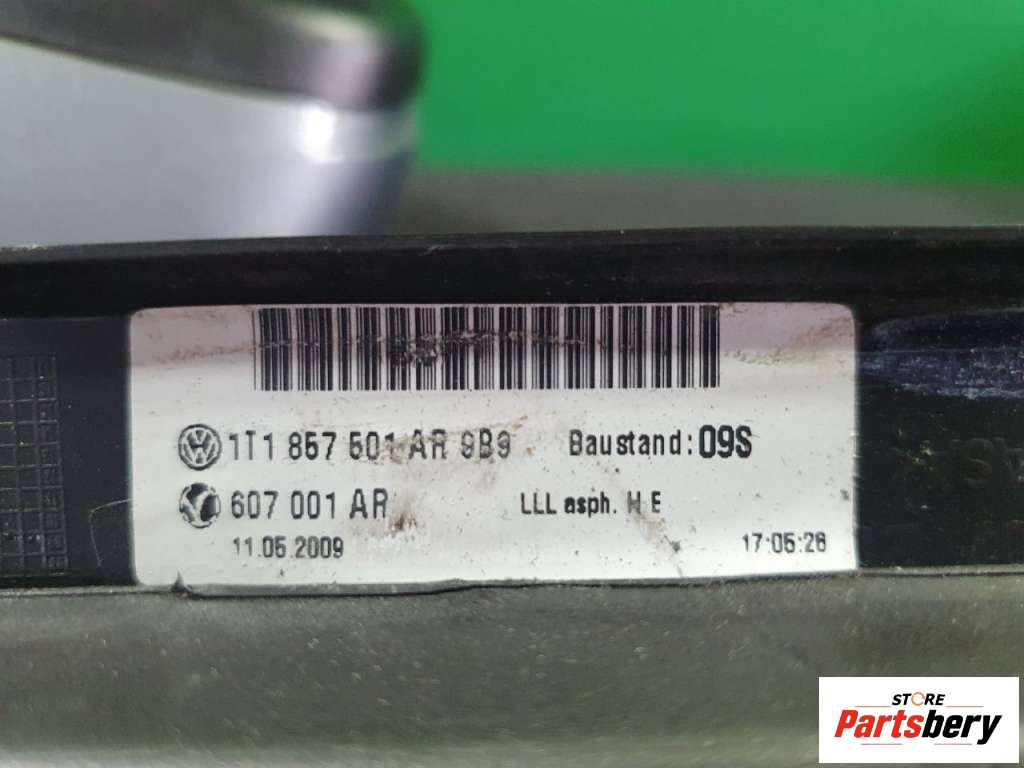 1T1 857 501 AR 9B9 Baustand: 09S
607 001 AR LLL asph. H E
11.05.2009 17:05:26
STORE
Partsbery